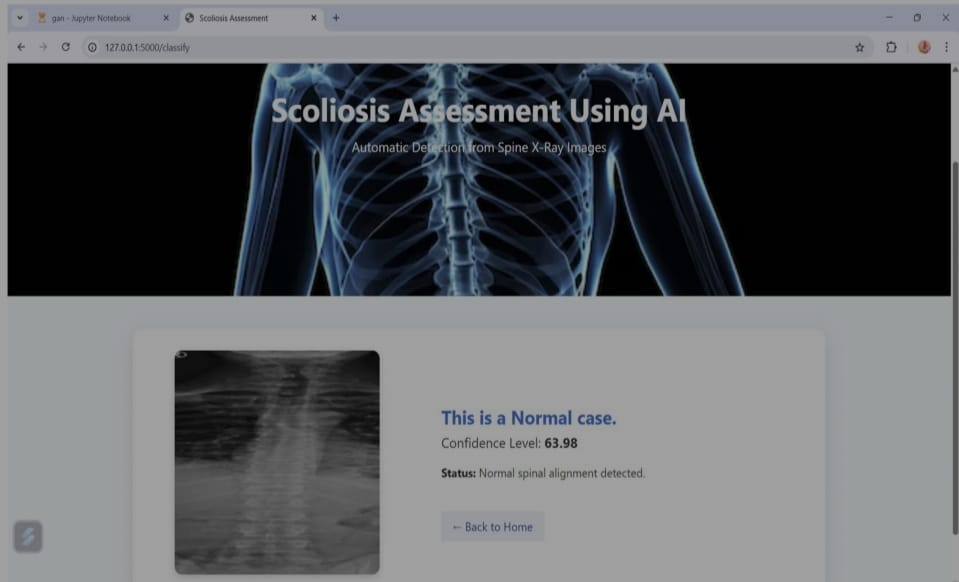 gan - Jupyter Notebook
Scoliosis Assessment
127.0.0.1:5000/classify
Scoliosis Assessment Using AI
Automatic Detection from Spine X-Ray Images
This is a Normal case.
Confidence Level: 63.98
Status: Normal spinal alignment detected.
← Back to Home